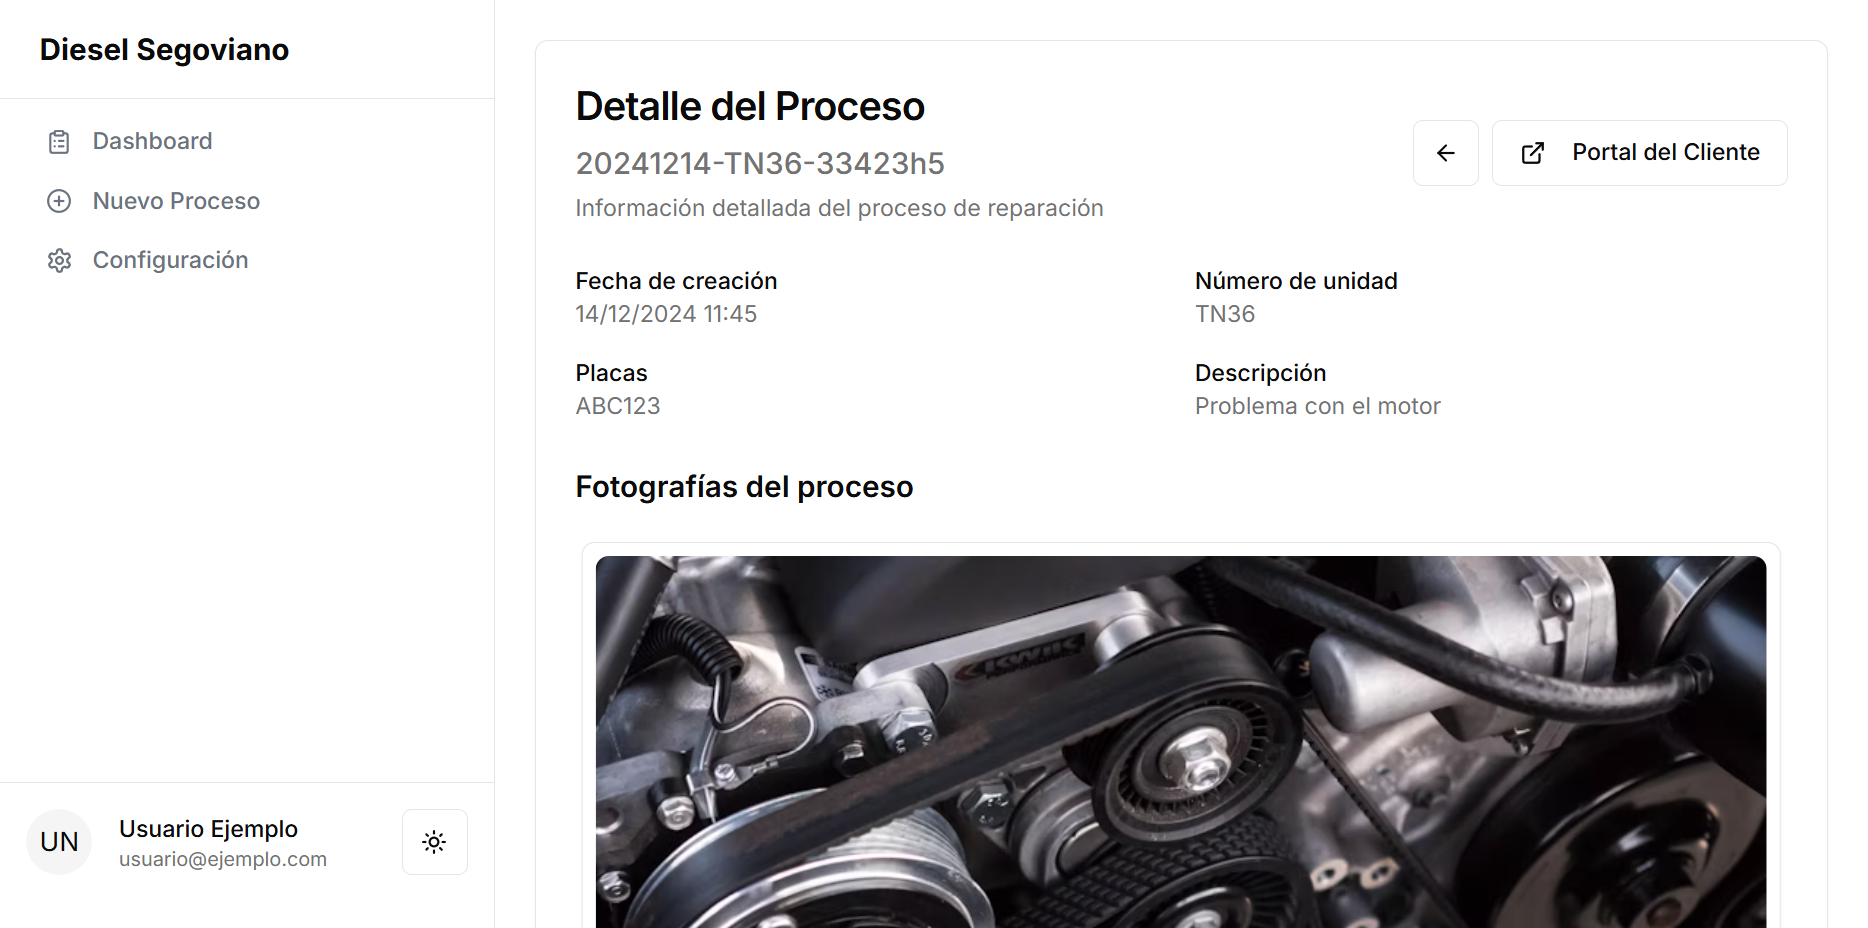 Diesel Segoviano
Dashboard
Nuevo Proceso
Configuración
UN
Usuario Ejemplo
usuario@ejemplo.com
Detalle del Proceso
20241214-TN36-33423h5
Información detallada del proceso de reparación
Portal del Cliente
Fecha de creación
14/12/2024 11:45
Número de unidad
TN36
Placas
ABC123
Descripción
Problema con el motor
Fotografías del proceso